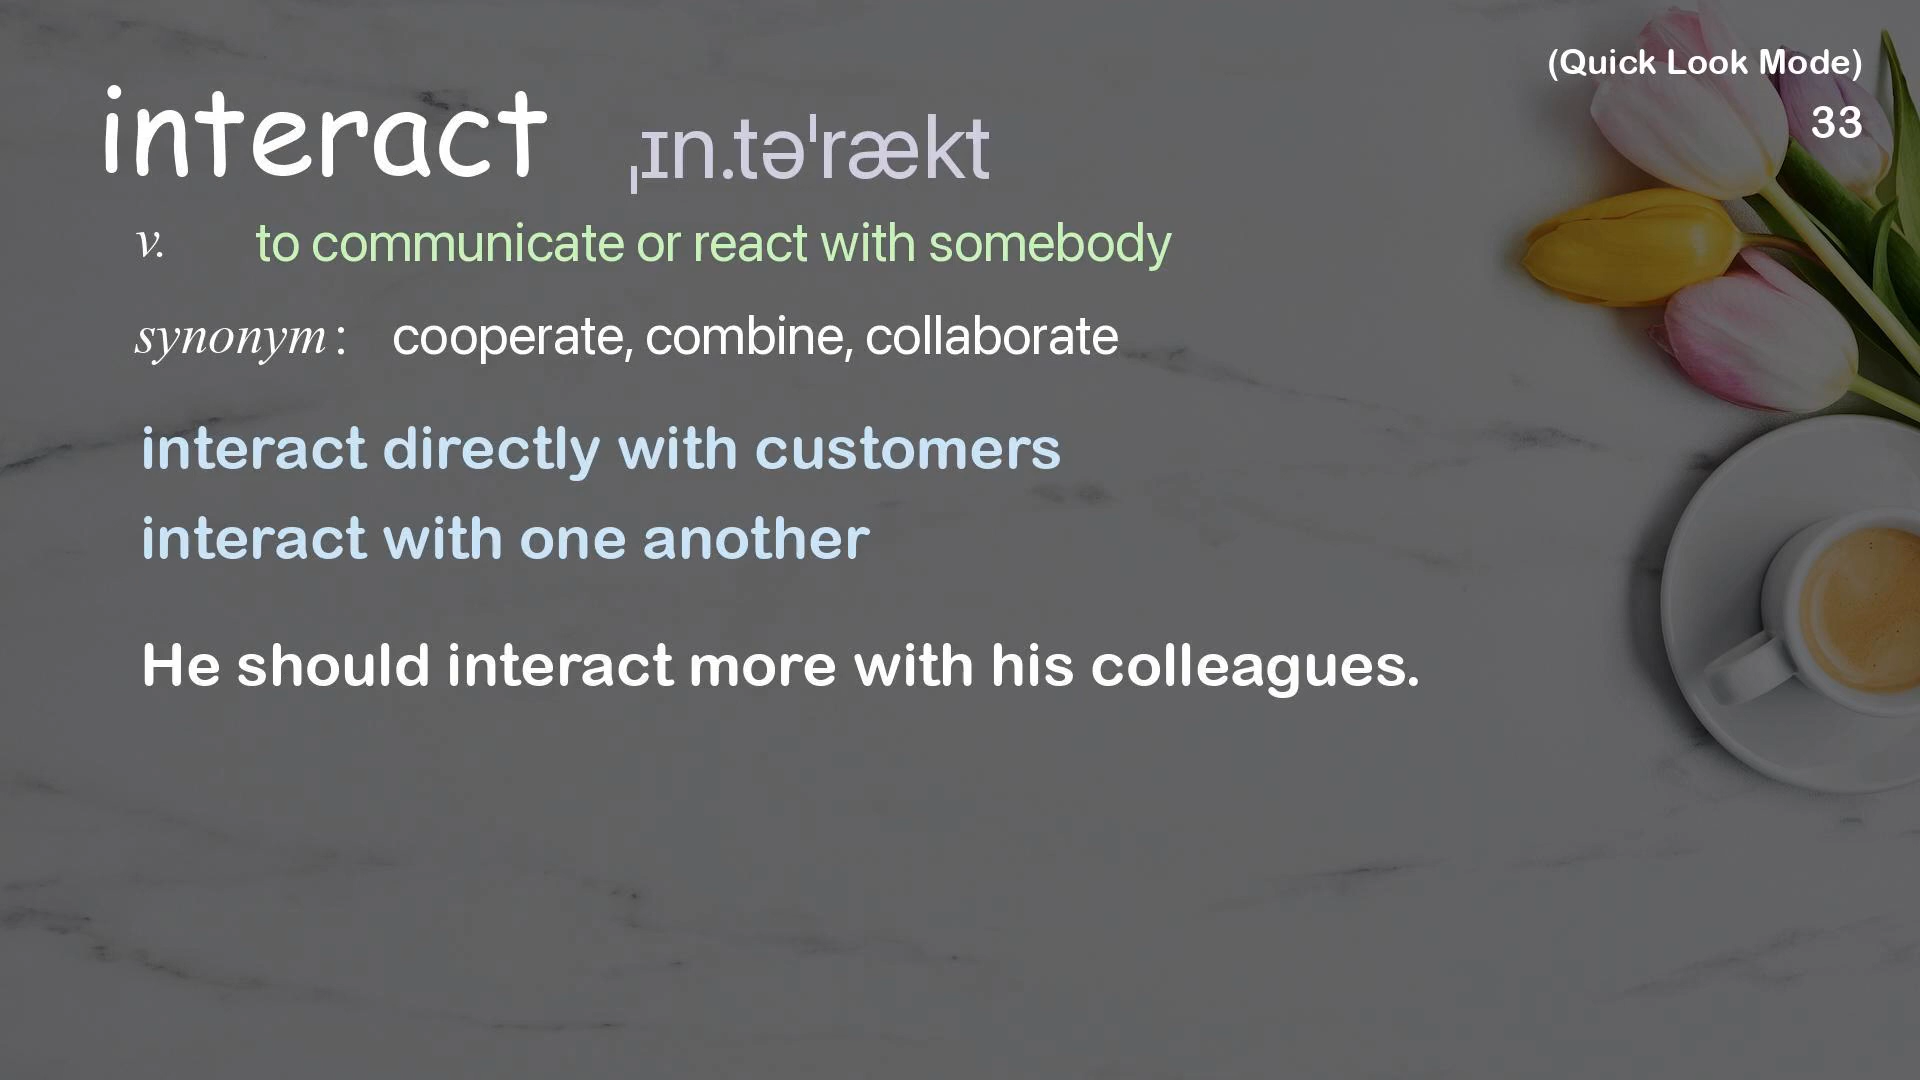 (Quick Look Mode)
33
interact ˌɪn.təˈrækt
v. to communicate or react with somebody
synonym : cooperate, combine, collaborate
interact directly with customers
interact with one another
He should interact more with his colleagues.